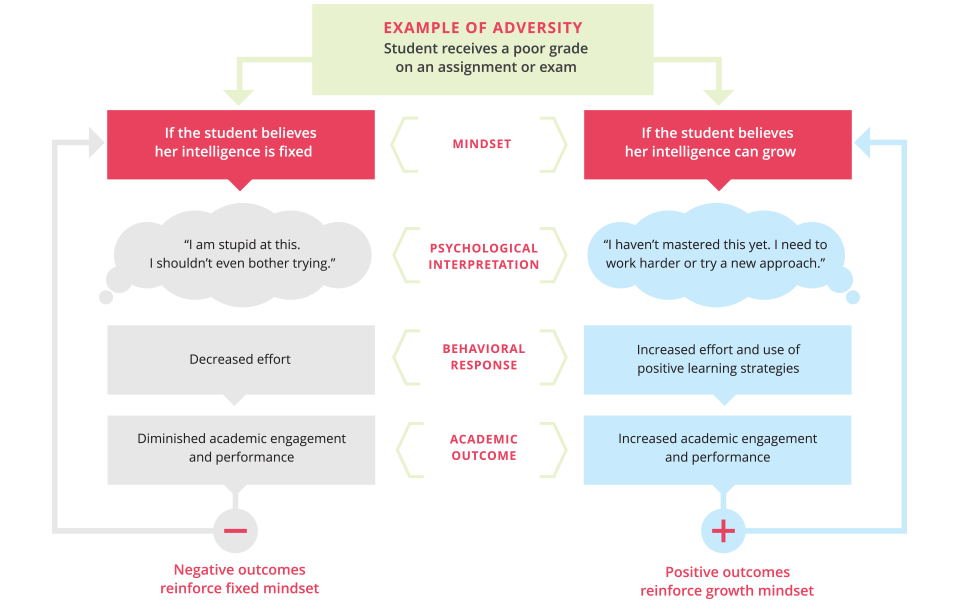 EXAMPLE OF ADVERSITY
Student receives a poor grade
on an assignment or exam
If the student believes
her intelligence is fixed
MINDSET
If the student believes
her intelligence can grow
“I am stupid at this.
I shouldn’t even bother trying.”
PSYCHOLOGICAL
INTERPRETATION
“I haven’t mastered this yet. I need to
work harder or try a new approach.”
Decreased effort
BEHAVIORAL
RESPONSE
Increased effort and use of
positive learning strategies
Diminished academic engagement
and performance
ACADEMIC
OUTCOME
Increased academic engagement
and performance
Negative outcomes
reinforce fixed mindset
Positive outcomes
reinforce growth mindset